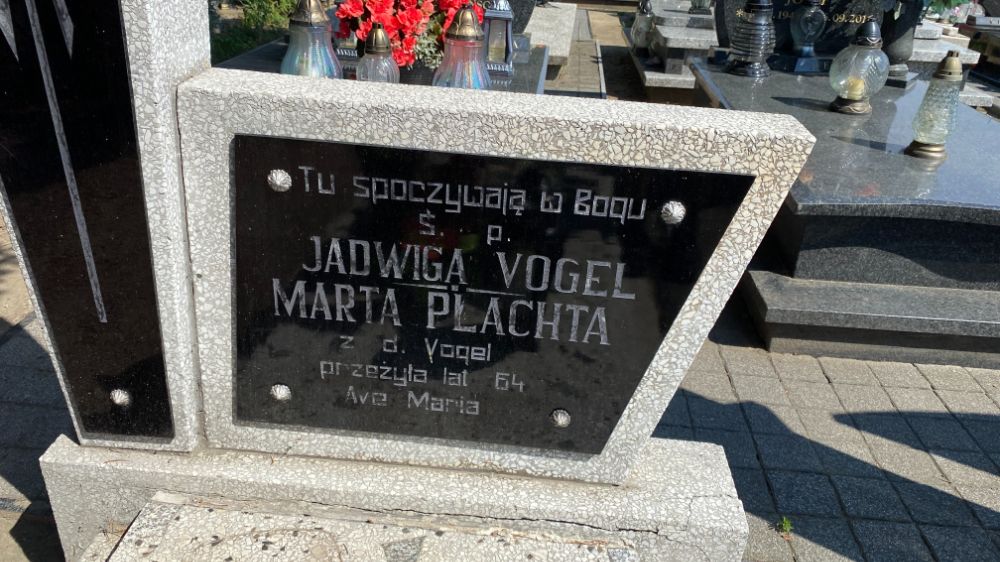 Tu spoczywają w Bogu
Ś. p.
JADWIGA VOGEL
MARTA PŁACHTA
z d. Vogel
przeżyła lat 64
Ave Maria